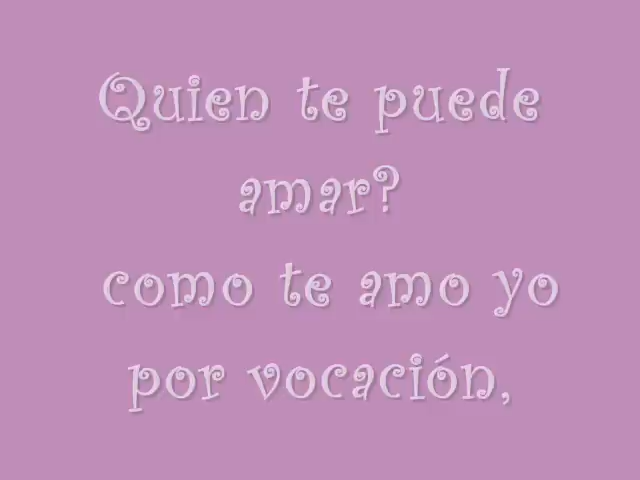 Quien te puede
amar?
como te amo yo
por vocación,